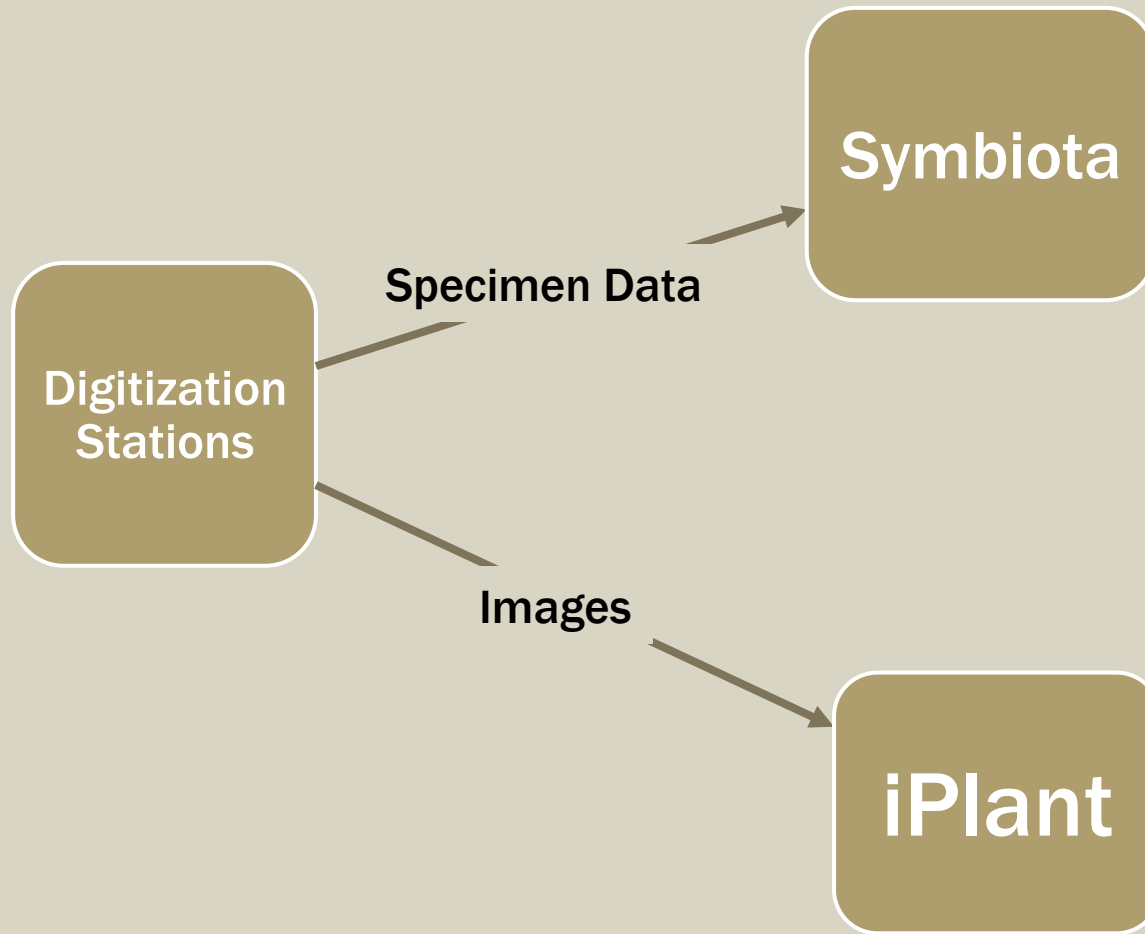 Symbiota
Specimen Data
Digitization
Stations
Images
iPlant